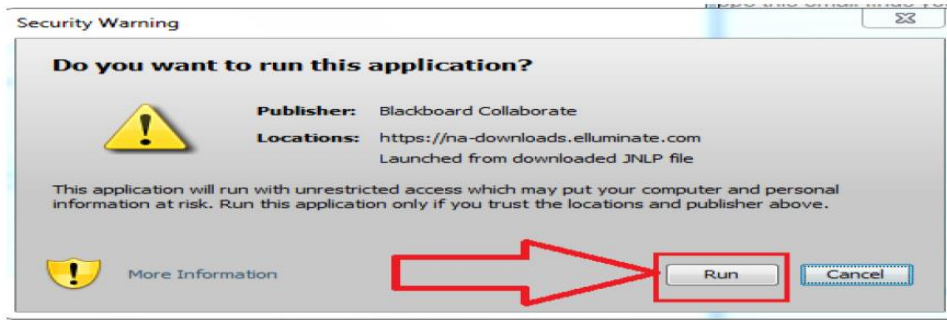 Security Warning
Do you want to run this application?
Publisher: Blackboard Collaborate
Locations: https://na-downloads.elluminate.com
Launched from downloaded JNLP file
This application will run with unrestricted access which may put your computer and personal
information at risk. Run this application only if you trust the locations and publisher above.
More Information
Run
Cancel